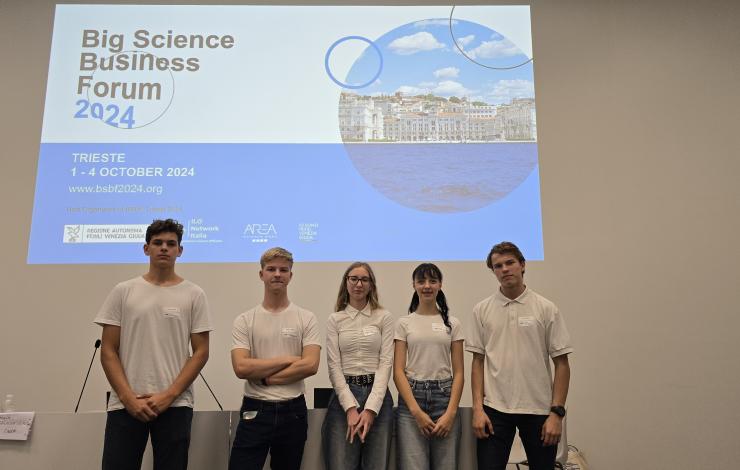 Big Science
Business
Forum
2024
TRIESTE
1 - 4 OCTOBER 2024
www.bsbf2024.org
REGIONE AUTONOMA
FRIULI VENEZIA GIULIA
ILO
Network
Italia
AREA